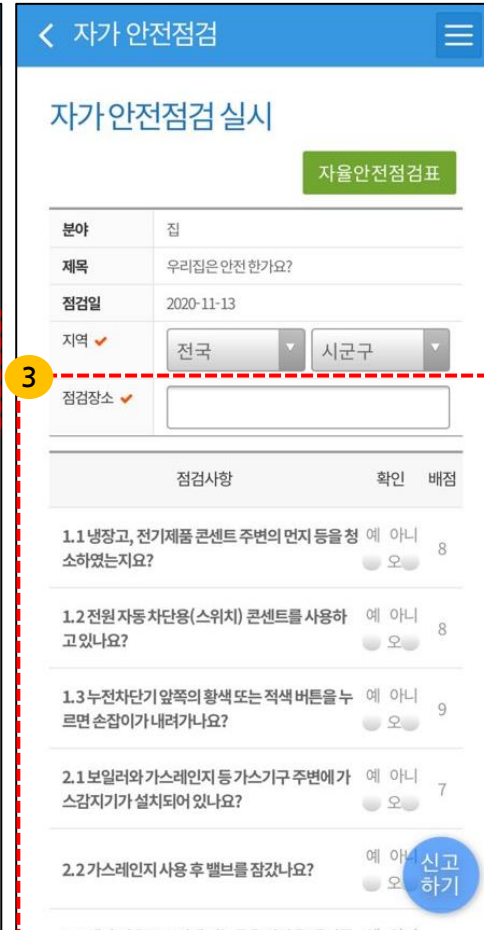 자가 안전점검
자가 안전점검 실시
자율안전점검표
분야 집
제목 우리집은 안전 한가요?
점검일 2020-11-13
지역 전국 시군구
3
점검장소
점검사항 확인 배점
1.1 냉장고, 전기제품 콘센트 주변의 먼지 등을 청 예 아니
소하였는지요? 오 8
1.2 전원 자동 차단용(스위치) 콘센트를 사용하 예 아니
고 있나요? 오 8
1.3 누전차단기 앞쪽의 황색 또는 적색 버튼을 누 예 아니
르면 손잡이가 내려가나요? 오 9
2.1 보일러와 가스레인지 등 가스기구 주변에 가 예 아니
스감지기가 설치되어 있나요? 오 7
2.2 가스레인지 사용 후 밸브를 잠갔나요? 예 아니
오
신고
하기